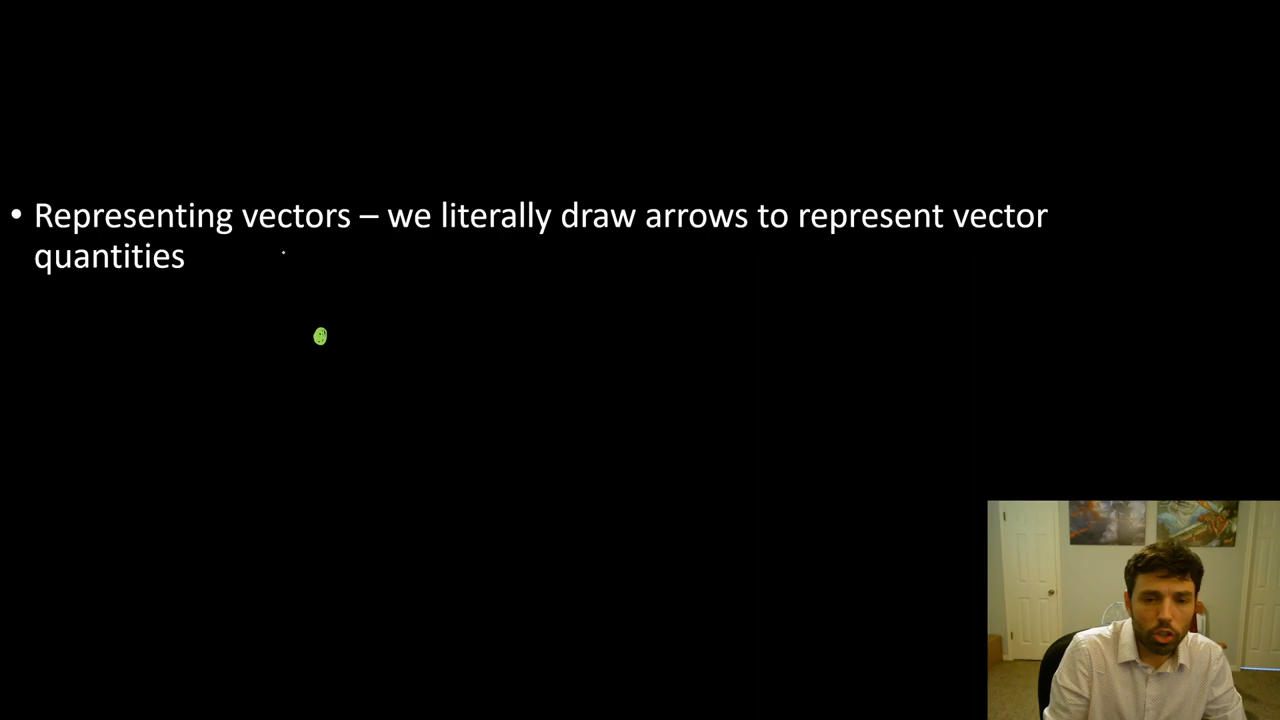 • Representing vectors – we literally draw arrows to represent vector
quantities